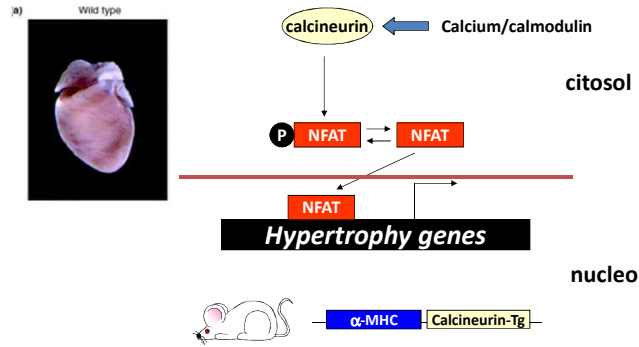 (a)
Wild type
calcineurin
Calcium/calmodulin
citosol
P
NFAT
NFAT
NFAT
Hypertrophy genes
nucleo
α-MHC
Calcineurin-Tg